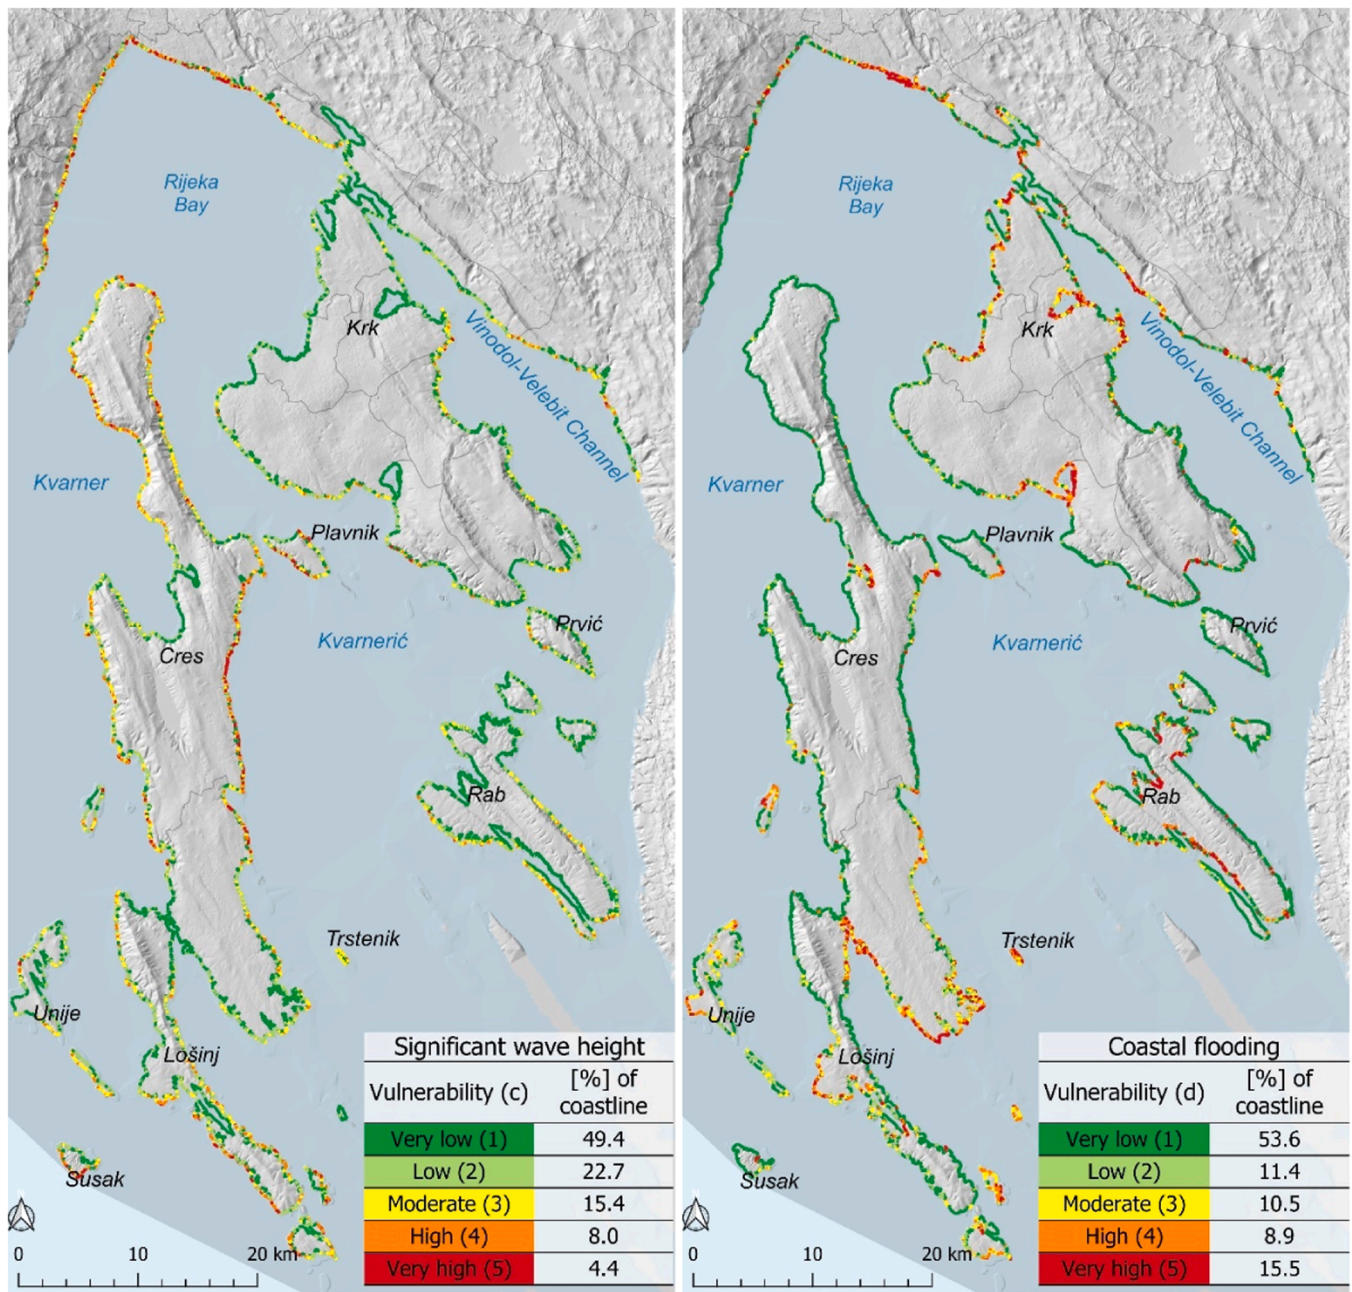 Rijeka
Bay
Krk
Vinodol-Velebit Channel
Kvarner
Plavnik
Kvarnerić
Prvić
Cres
Rab
Trstenik
Unije
Lošinj
Susak
0 10 20 km
Significant wave height
Vulnerability (c) [%] of
coastline
Very low (1) 49.4
Low (2) 22.7
Moderate (3) 15.4
High (4) 8.0
Very high (5) 4.4
Rijeka
Bay
Krk
Vinodol-Velebit Channel
Kvarner
Plavnik
Kvarnerić
Prvić
Cres
Rab
Trstenik
Unije
Lošinj
Susak
0 10 20 km
Coastal flooding
Vulnerability (d) [%] of
coastline
Very low (1) 53.6
Low (2) 11.4
Moderate (3) 10.5
High (4) 8.9
Very high (5) 15.5